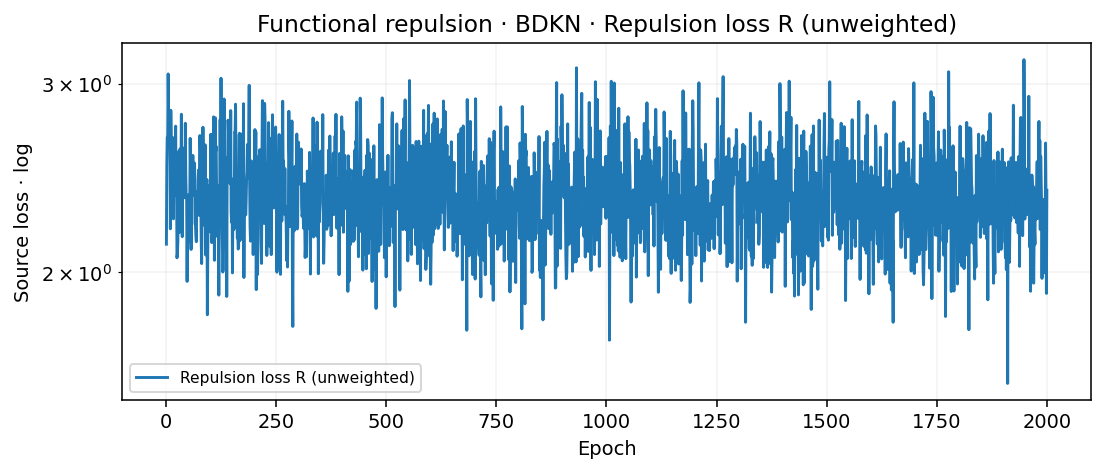 Functional repulsion · BDKN · Repulsion loss R (unweighted)
Source loss · log
3 × 10⁰
2 × 10⁰
Repulsion loss R (unweighted)
0 250 500 750 1000 1250 1500 1750 2000
Epoch